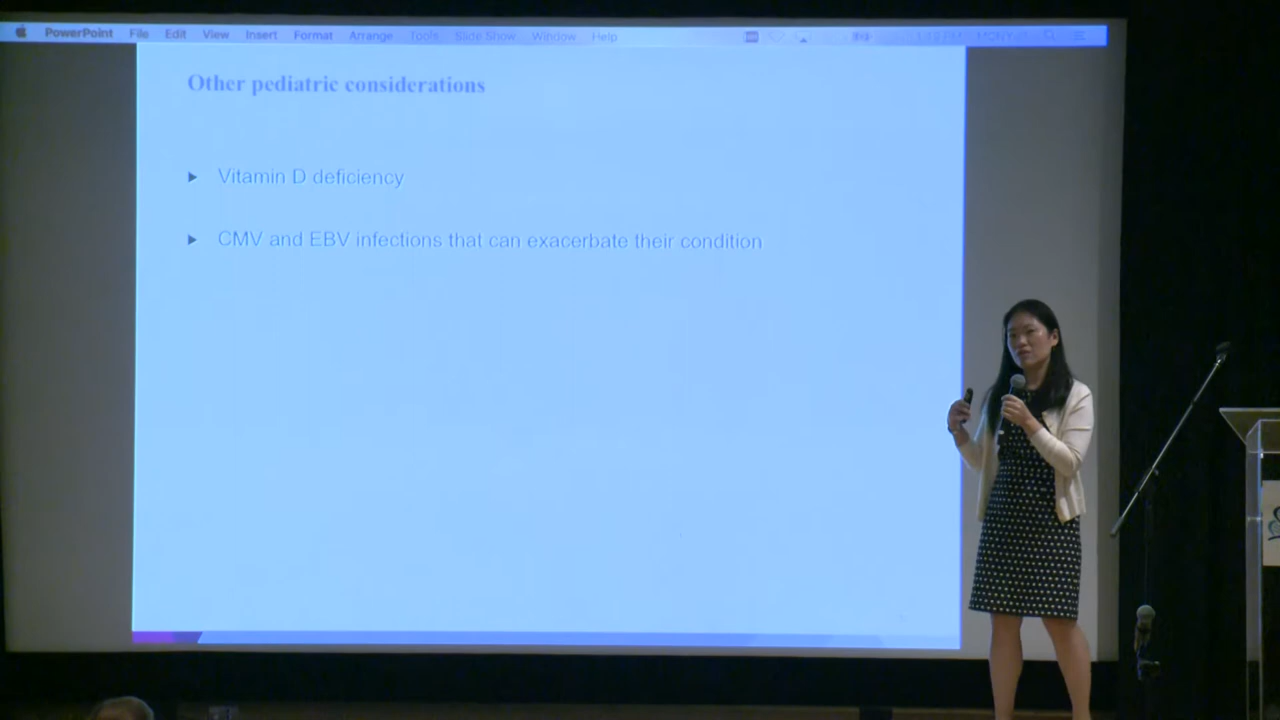 PowerPoint File Edit View Insert Format Arrange Tools Slide Show Window Help
Other pediatric considerations
Vitamin D deficiency
CMV and EBV infections that can exacerbate their condition